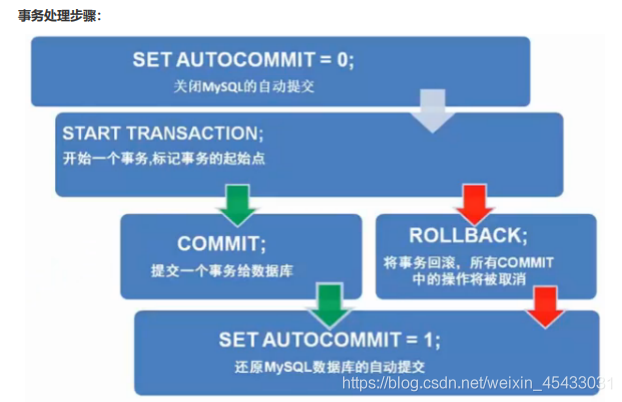 事务处理步骤：
SET AUTOCOMMIT = 0;
关闭MySQL的自动提交
START TRANSACTION;
开始一个事务,标记事务的起始点
COMMIT;
提交一个事务给数据库
ROLLBACK;
将事务回滚，所有COMMIT
中的操作将被取消
SET AUTOCOMMIT = 1;
还原MySQL数据库的自动提交
https://blog.csdn.net/weixin_45433031